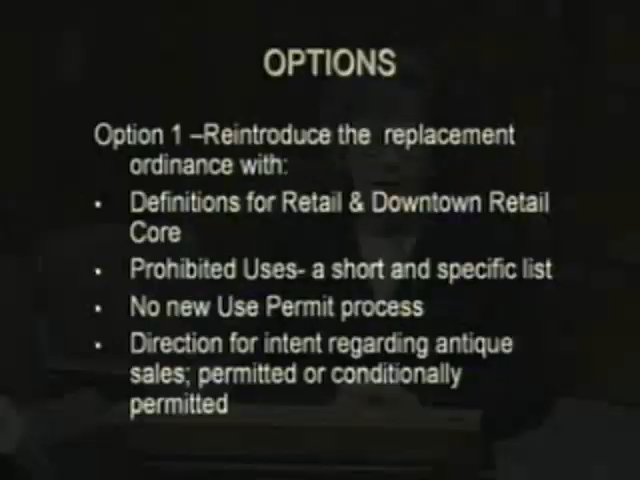 OPTIONS
Option 1 –Reintroduce the replacement
ordinance with:
• Definitions for Retail & Downtown Retail
Core
• Prohibited Uses- a short and specific list
• No new Use Permit process
• Direction for intent regarding antique
sales; permitted or conditionally
permitted